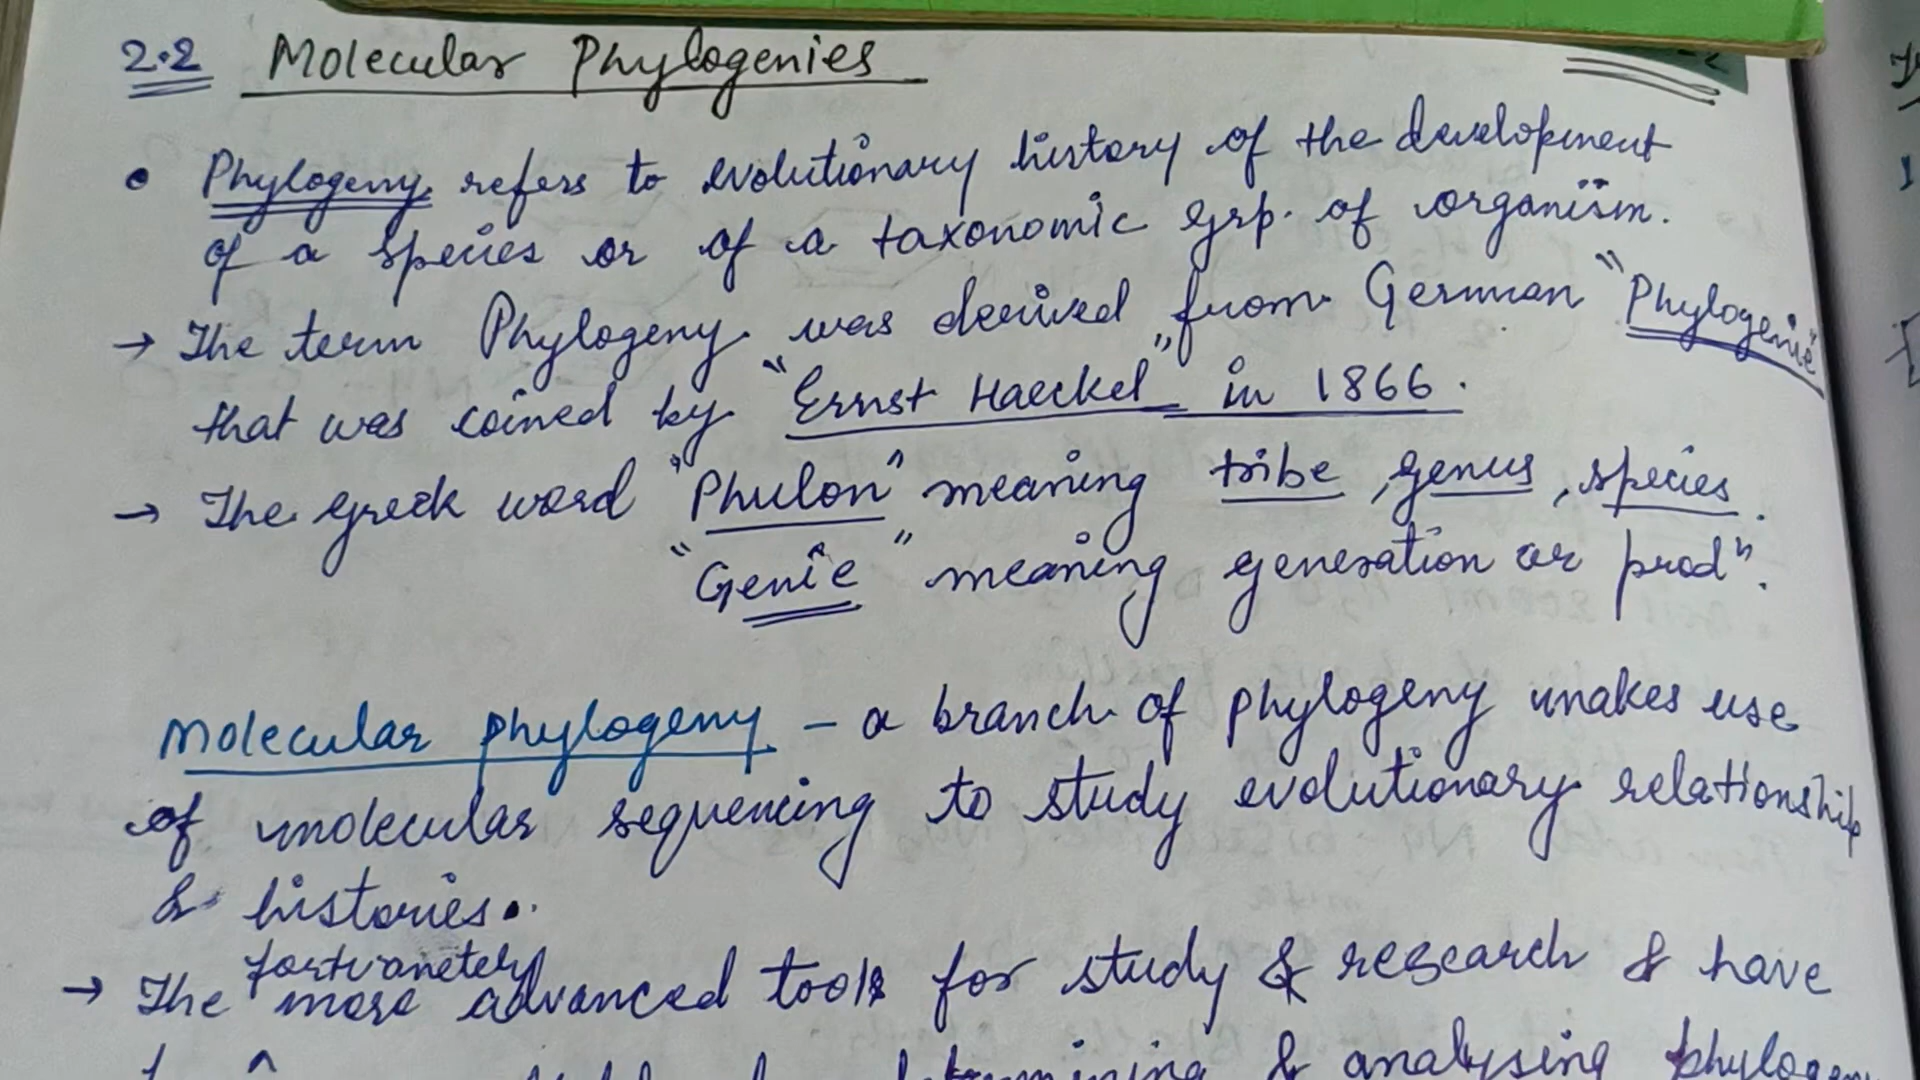 2.2 Molecular Phylogenies
• Phylogeny refers to evolutionary history of the development
of a species or of a taxonomic grp. of organism.
→ The term Phylogeny was derived from German "Phylogenie"
that was coined by "Ernst Haeckel" in 1866.
→ The greek word "Phulon" meaning tribe, genus, species.
"Genie" meaning generation or prodⁿ.
Molecular phylogeny - a branch of phylogeny makes use
of molecular sequencing to study evolutionary relationship
& histories.
fortunately
→ The more advanced tools for study & research & have
& analysing phylogen